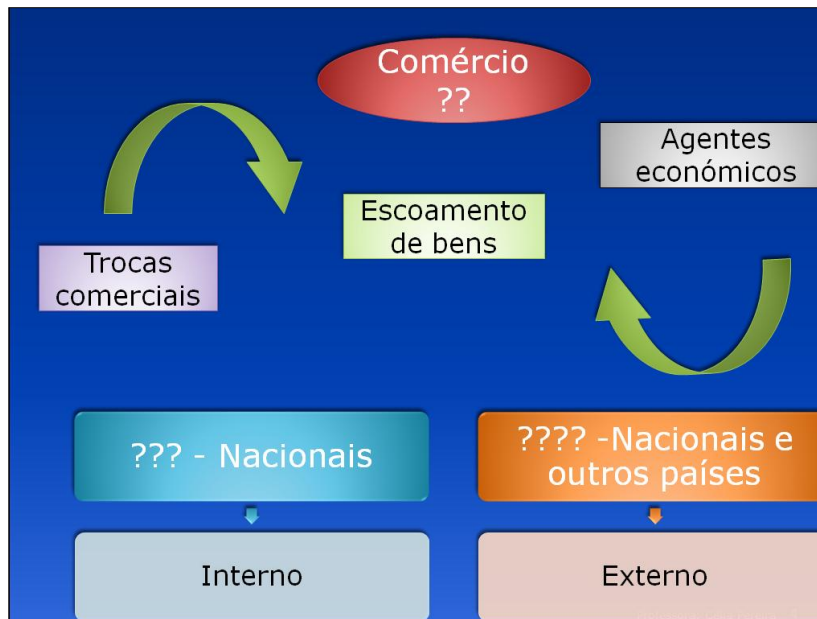 Comércio
??
Agentes
económicos
Escoamento
de bens
Trocas
comerciais
??? - Nacionais
???? -Nacionais e
outros países
Interno
Externo